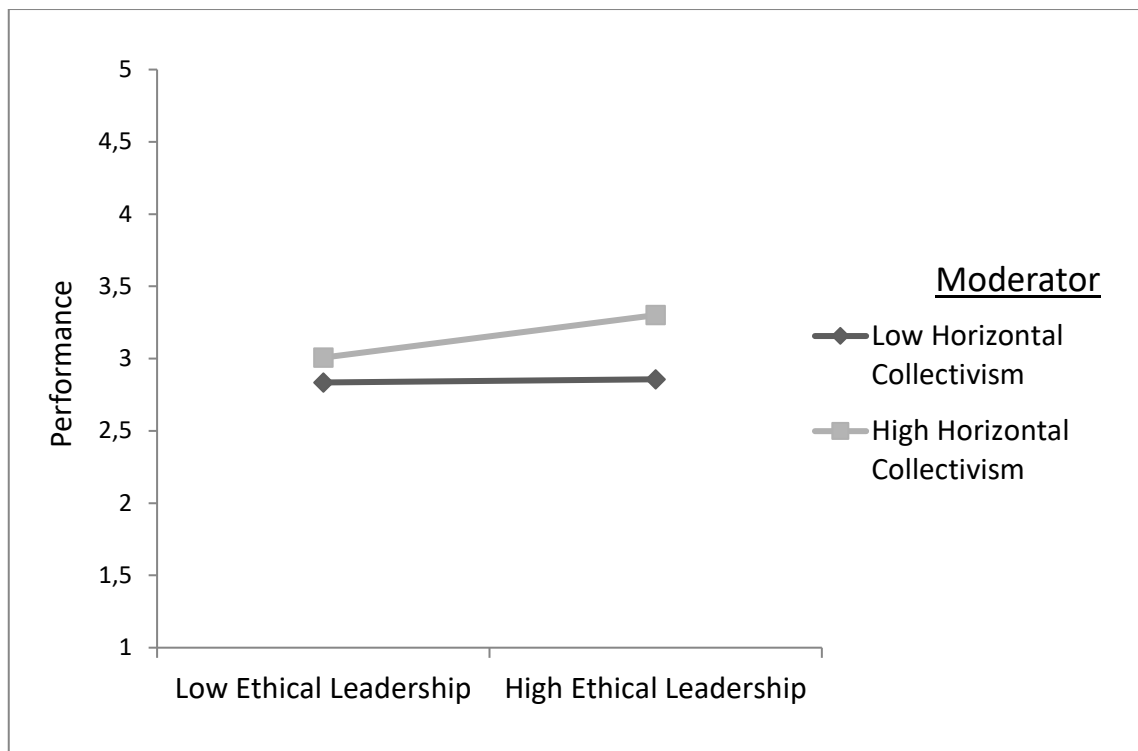 5
4,5
4
3,5
3
2,5
2
1,5
1
Performance
Low Ethical Leadership
High Ethical Leadership
Moderator
Low Horizontal
Collectivism
High Horizontal
Collectivism